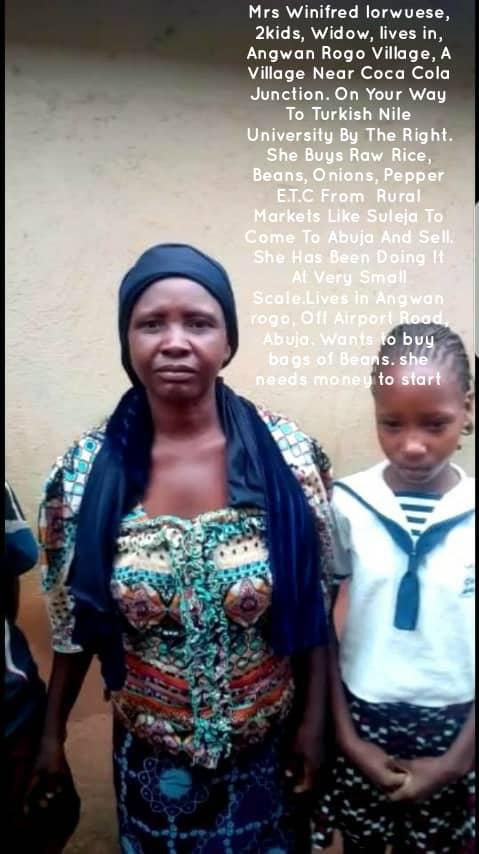 Mrs Winifred Iorwuese,
2kids, Widow, lives in,
Angwan Rogo Village, A
Village Near Coca Cola
Junction. On Your Way
To Turkish Nile
University By The Right.
She Buys Raw Rice,
Beans, Onions, Pepper
E.T.C From Rural
Markets Like Suleja To
Come To Abuja And Sell.
She Has Been Doing It
At Very Small
Scale.Lives in Angwan
rogo, Off Airport Road,
Abuja. Wants to buy
bags of Beans. she
needs money to start